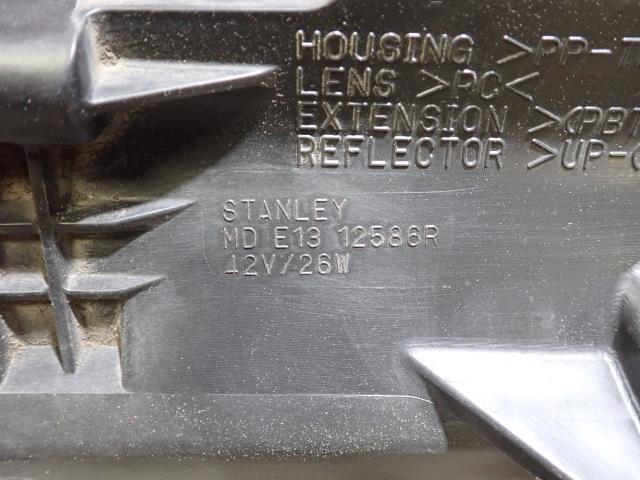 HOUSING >PP-T
LENS >PC<
EXTENSION >(PBT
REFLECTOR >UP-G
STANLEY
MD E13 12586R
12V/26W